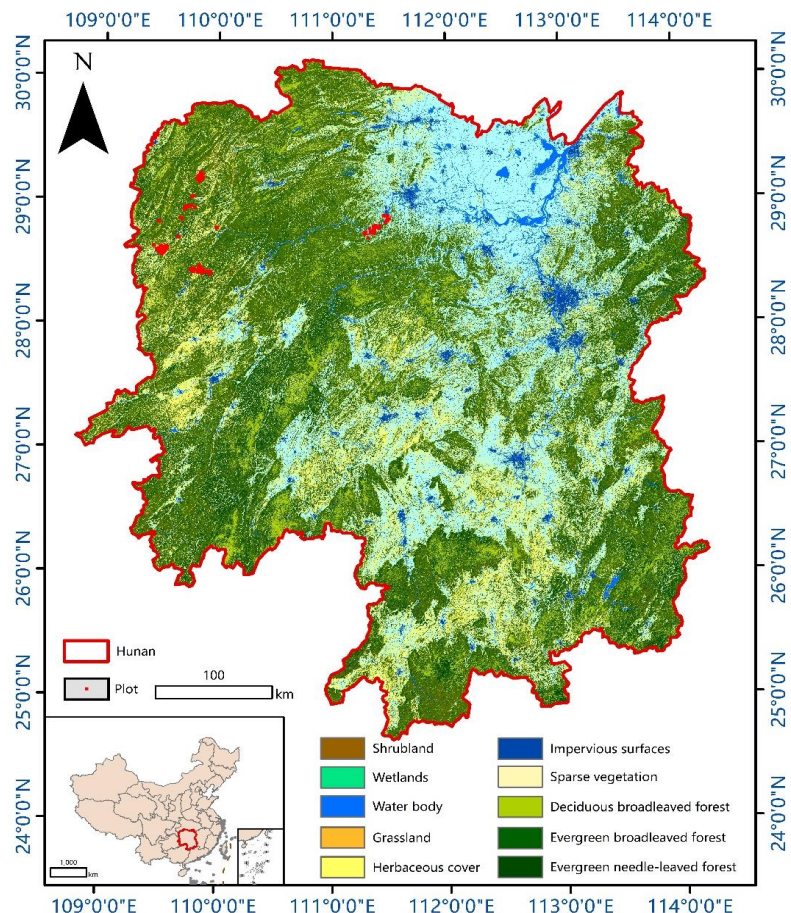 109°0'0"E 110°0'0"E 111°0'0"E 112°0'0"E 113°0'0"E 114°0'0"E
N
30°0'0"N 30°0'0"N
29°0'0"N 29°0'0"N
28°0'0"N 28°0'0"N
27°0'0"N 27°0'0"N
26°0'0"N 26°0'0"N
25°0'0"N 25°0'0"N
24°0'0"N 24°0'0"N
Hunan
Plot
100
km
Shrubland
Wetlands
Water body
Grassland
Herbaceous cover
Impervious surfaces
Sparse vegetation
Deciduous broadleaved forest
Evergreen broadleaved forest
Evergreen needle-leaved forest
1,000
km
109°0'0"E 110°0'0"E 111°0'0"E 112°0'0"E 113°0'0"E 114°0'0"E